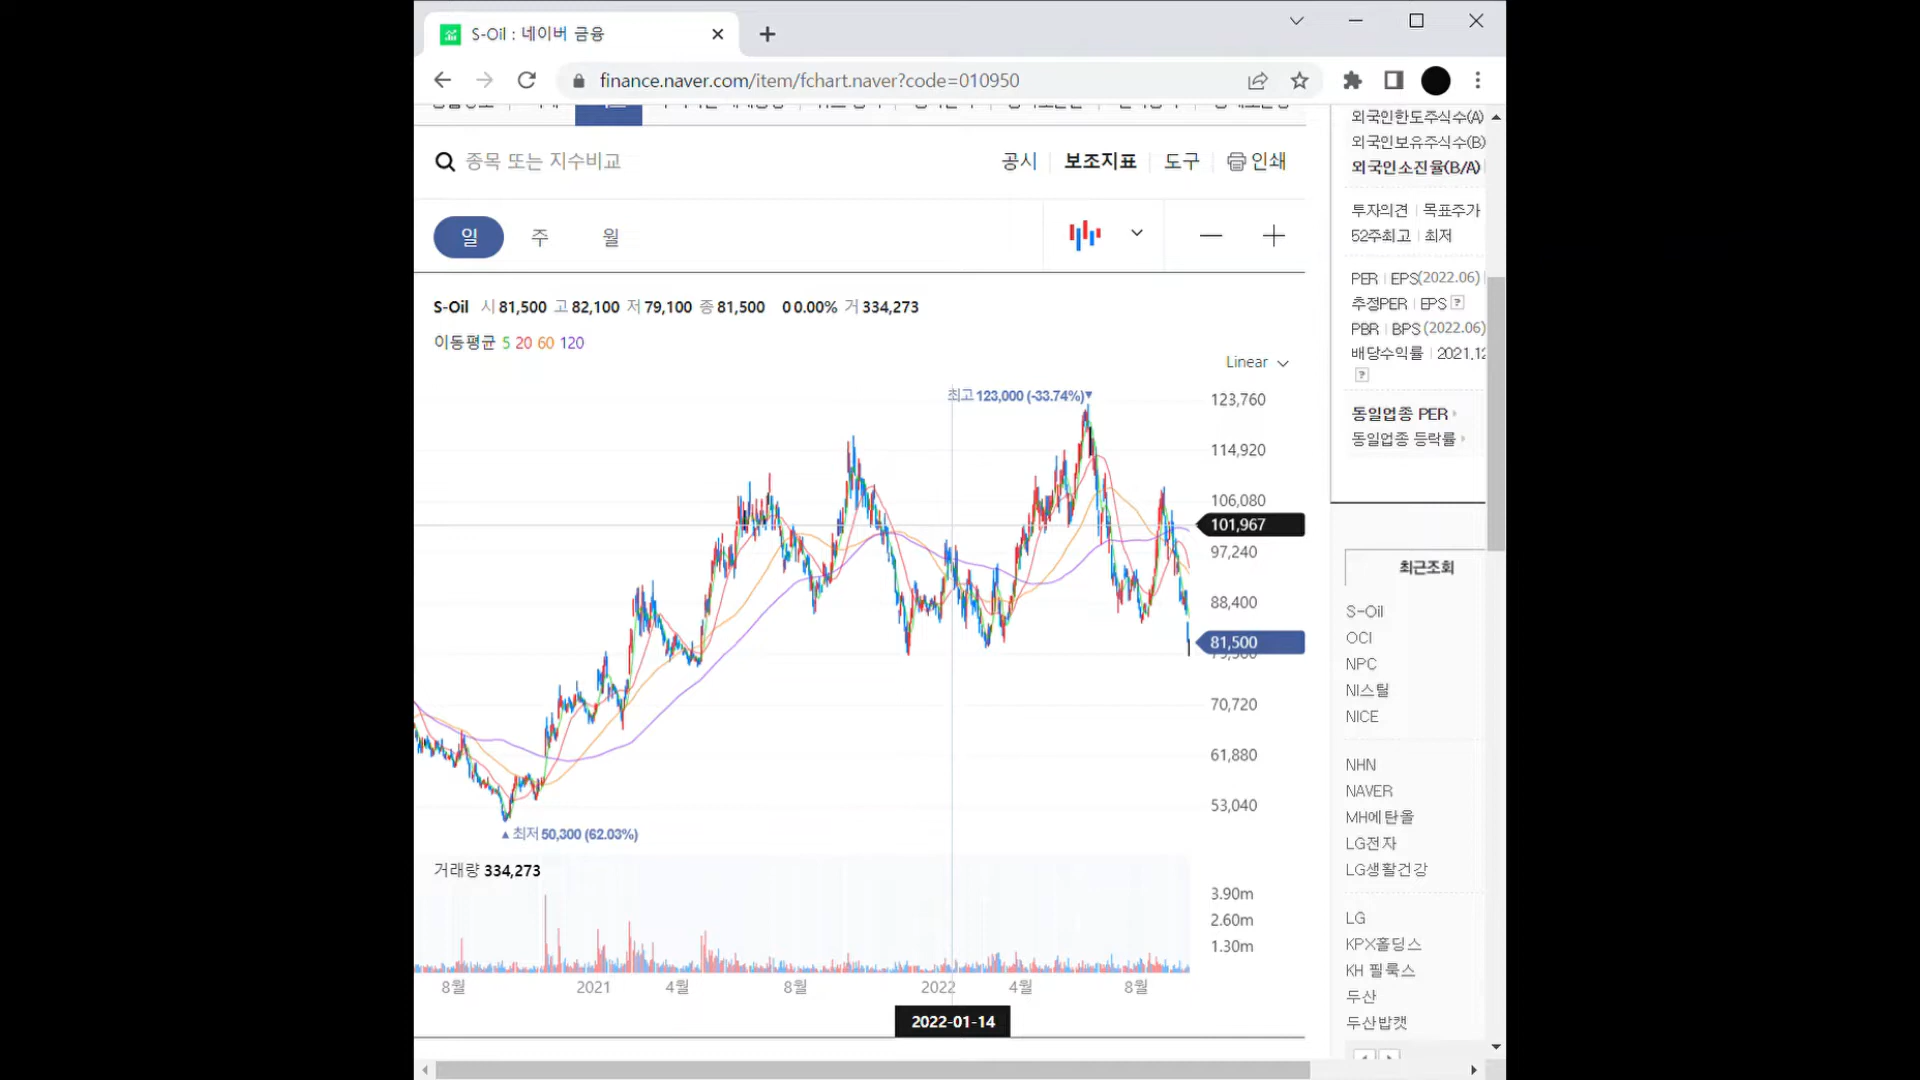 S-Oil : 네이버 금융
finance.naver.com/item/fchart.naver?code=010950
종목 또는 지수비교
공시 보조지표 도구 인쇄
일 주 월
S-Oil 시 81,500 고 82,100 저 79,100 종 81,500 0 0.00% 거 334,273
이동평균 5 20 60 120
Linear
최고 123,000 (-33.74%)▼
123,760
114,920
106,080
101,967
97,240
88,400
81,500
70,720
61,880
53,040
▲최저 50,300 (62.03%)
거래량 334,273
3.90m
2.60m
1.30m
8월 2021 4월 8월 2022 4월 8월
2022-01-14
외국인한도주식수(A)
외국인보유주식수(B)
외국인소진율(B/A)
투자의견 | 목표주가
52주최고 | 최저
PER | EPS(2022.06)
추정PER | EPS ?
PBR | BPS (2022.06)
배당수익률 | 2021.12
?
동일업종 PER
동일업종 등락률
최근조회
S-Oil
OCI
NPC
NI스틸
NICE
NHN
NAVER
MH에탄올
LG전자
LG생활건강
LG
KPX홀딩스
KH 필룩스
두산
두산밥캣